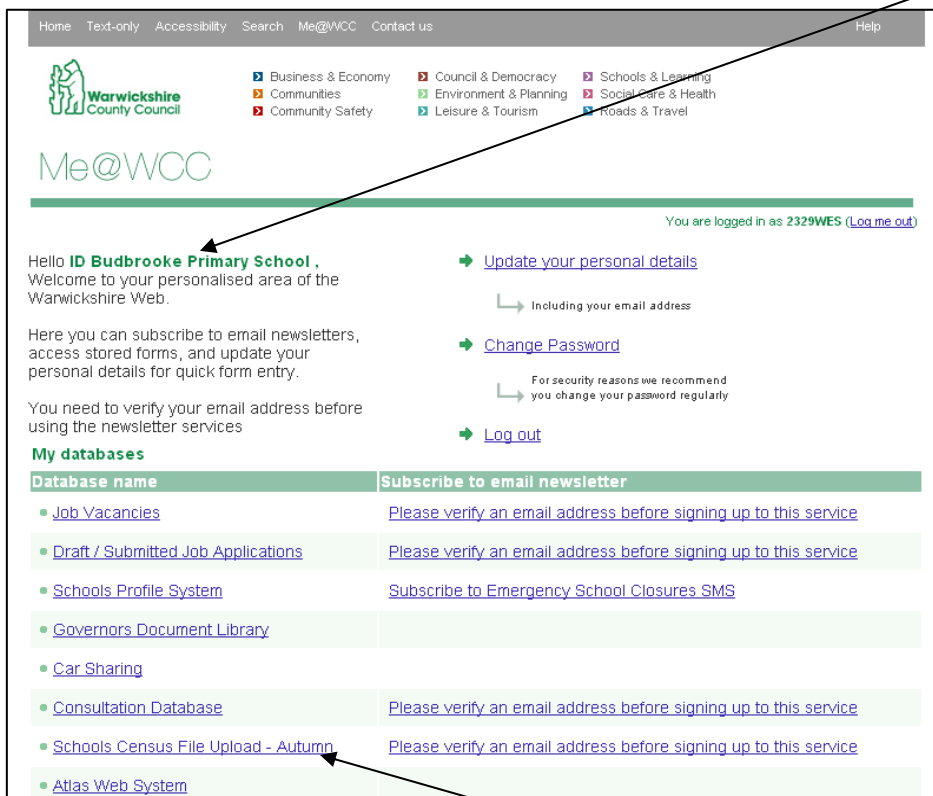 Home Text-only Accessibility Search Me@WCC Contact us Help
Warwickshire
County Council
Business & Economy Council & Democracy Schools & Learning
Communities Environment & Planning Social Care & Health
Community Safety Leisure & Tourism Roads & Travel
Me@WCC
You are logged in as 2329WES (Log me out)
Hello ID Budbrooke Primary School ,
Welcome to your personalised area of the
Warwickshire Web.
Here you can subscribe to email newsletters,
access stored forms, and update your
personal details for quick form entry.
You need to verify your email address before
using the newsletter services
Update your personal details
Including your email address
Change Password
For security reasons we recommend
you change your password regularly
Log out
My databases
Database name Subscribe to email newsletter
Job Vacancies Please verify an email address before signing up to this service
Draft / Submitted Job Applications Please verify an email address before signing up to this service
Schools Profile System Subscribe to Emergency School Closures SMS
Governors Document Library
Car Sharing
Consultation Database Please verify an email address before signing up to this service
Schools Census File Upload - Autumn Please verify an email address before signing up to this service
Atlas Web System